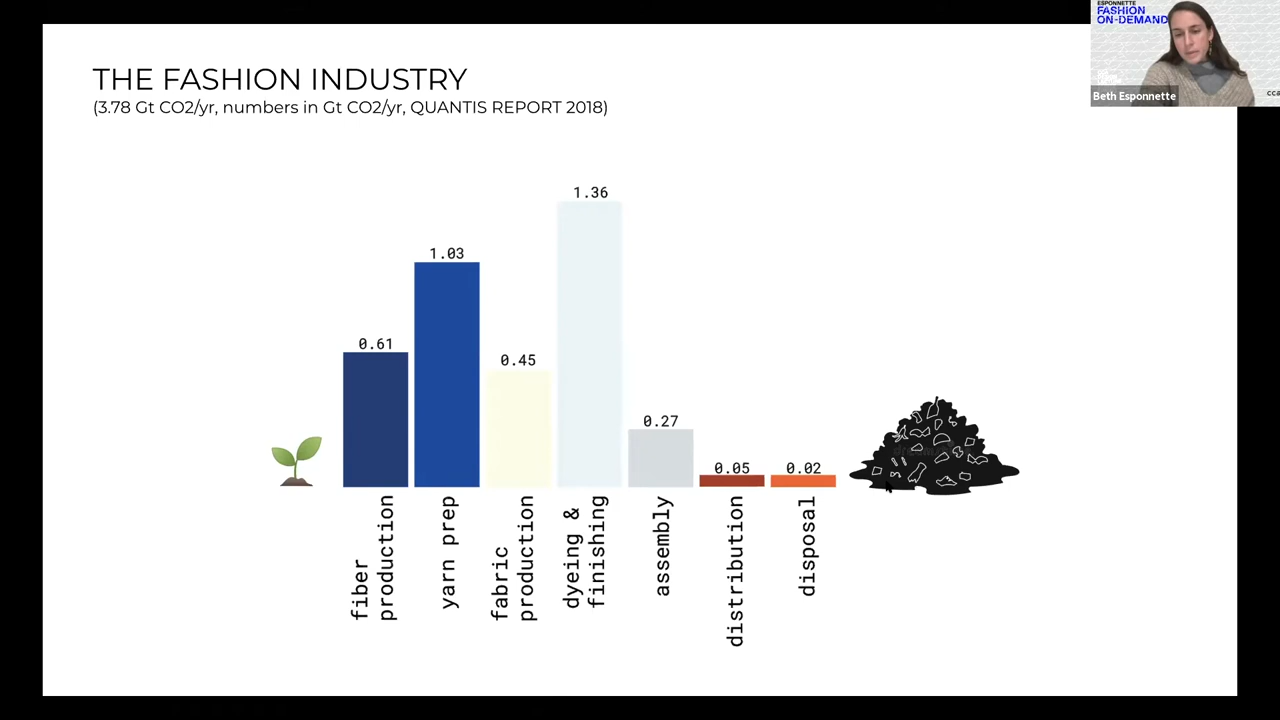 THE FASHION INDUSTRY
(3.78 Gt CO2/yr, numbers in Gt CO2/yr, QUANTIS REPORT 2018)
ESPONNETTE
FASHION
ON-DEMAND
Beth Esponnette
cca
0.61
1.03
0.45
1.36
0.27
0.05
0.02
fiber
production
yarn prep
fabric
production
dyeing &
finishing
assembly
distribution
disposal